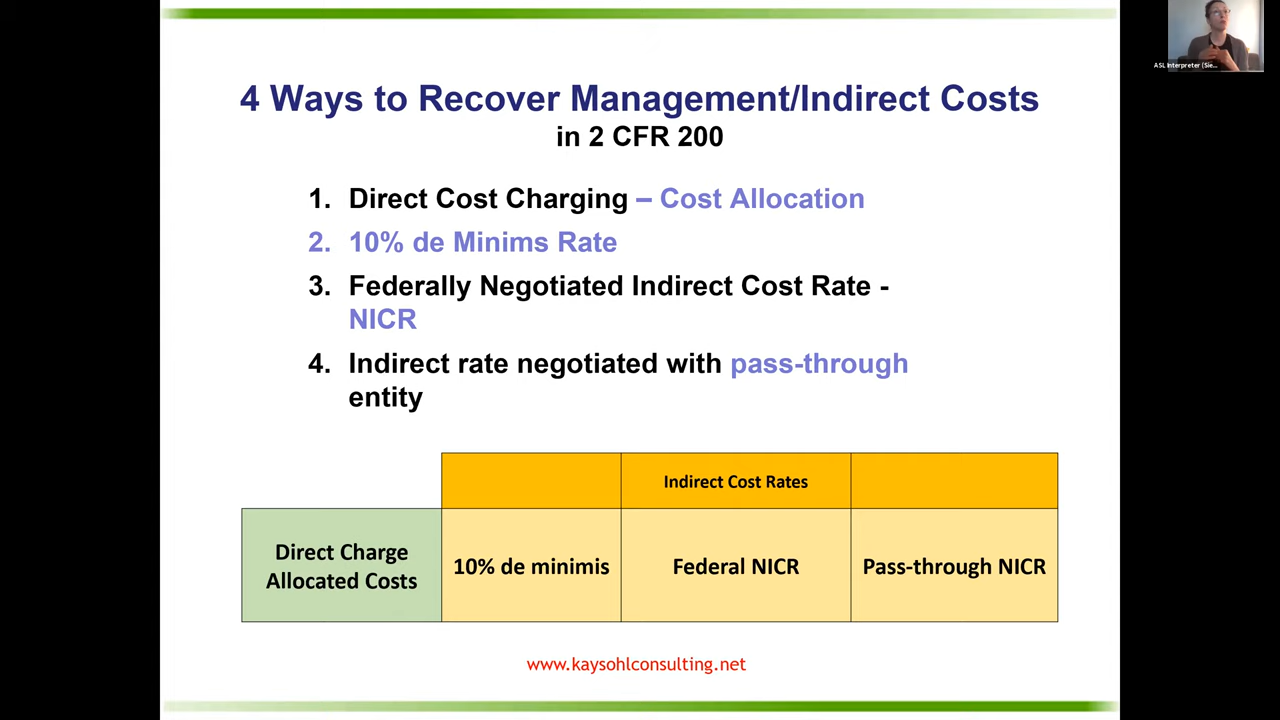 4 Ways to Recover Management/Indirect Costs
in 2 CFR 200
1. Direct Cost Charging – Cost Allocation
2. 10% de Minims Rate
3. Federally Negotiated Indirect Cost Rate -
NICR
4. Indirect rate negotiated with pass-through
entity
Indirect Cost Rates
Direct Charge
Allocated Costs
10% de minimis
Federal NICR
Pass-through NICR
www.kaysohlconsulting.net
ASL Interpreter (Sie...